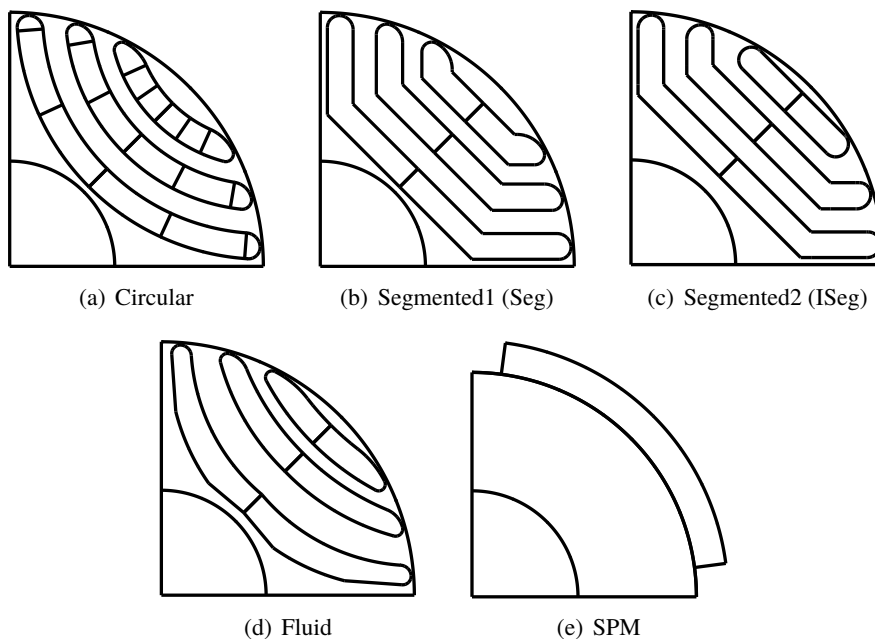 (a) Circular
(b) Segmented1 (Seg)
(c) Segmented2 (ISeg)
(d) Fluid
(e) SPM